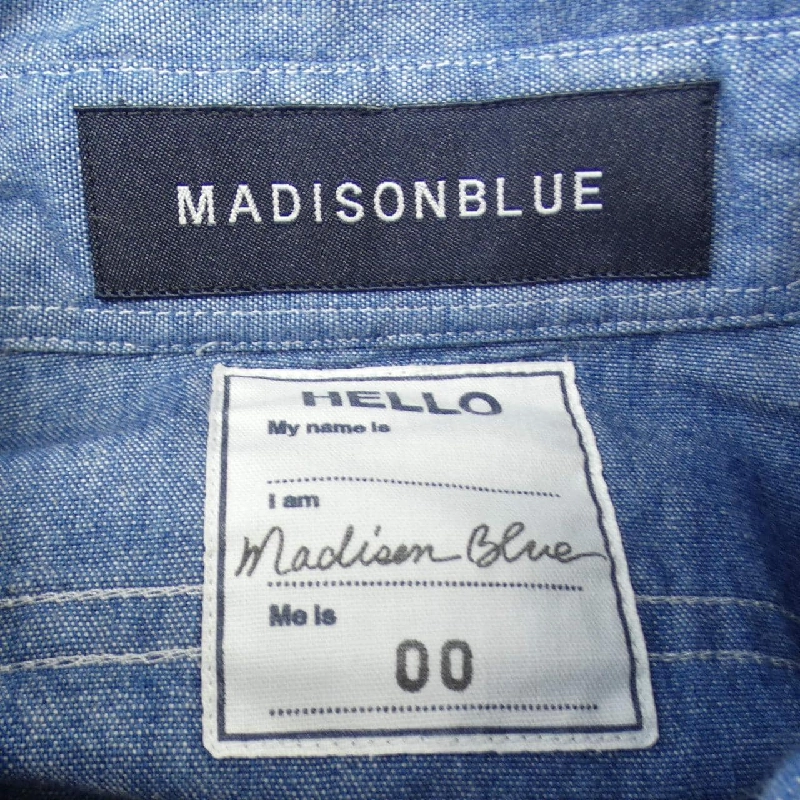 MADISONBLUE
HELLO
My name is
I am
Madison Blue
Me is
00